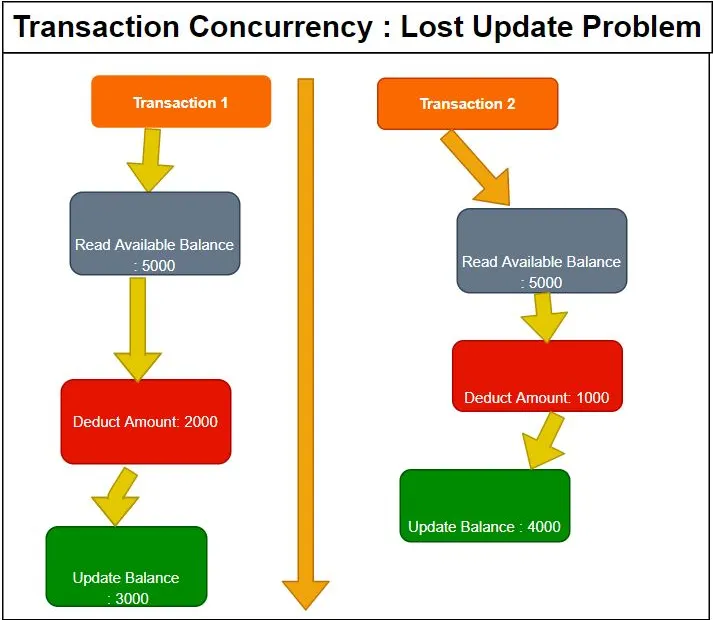 Transaction Concurrency : Lost Update Problem
Transaction 1
Read Available Balance
: 5000
Deduct Amount: 2000
Update Balance
: 3000
Transaction 2
Read Available Balance
: 5000
Deduct Amount: 1000
Update Balance : 4000